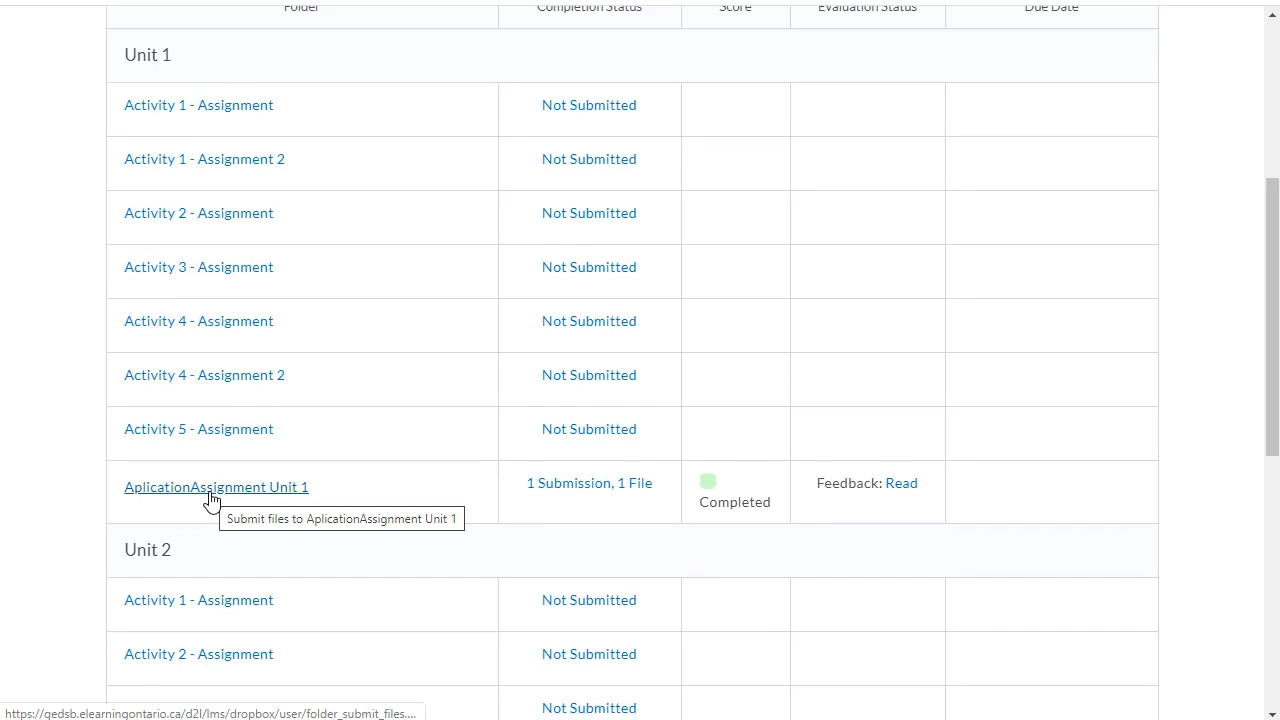 Folder Completion Status Score Evaluation Status Due Date
Unit 1
Activity 1 - Assignment Not Submitted
Activity 1 - Assignment 2 Not Submitted
Activity 2 - Assignment Not Submitted
Activity 3 - Assignment Not Submitted
Activity 4 - Assignment Not Submitted
Activity 4 - Assignment 2 Not Submitted
Activity 5 - Assignment Not Submitted
AplicationAssignment Unit 1 1 Submission, 1 File Completed Feedback: Read
Submit files to AplicationAssignment Unit 1
Unit 2
Activity 1 - Assignment Not Submitted
Activity 2 - Assignment Not Submitted
Not Submitted
https://qedsb.elearningontario.ca/d2l/lms/dropbox/user/folder_submit_files....